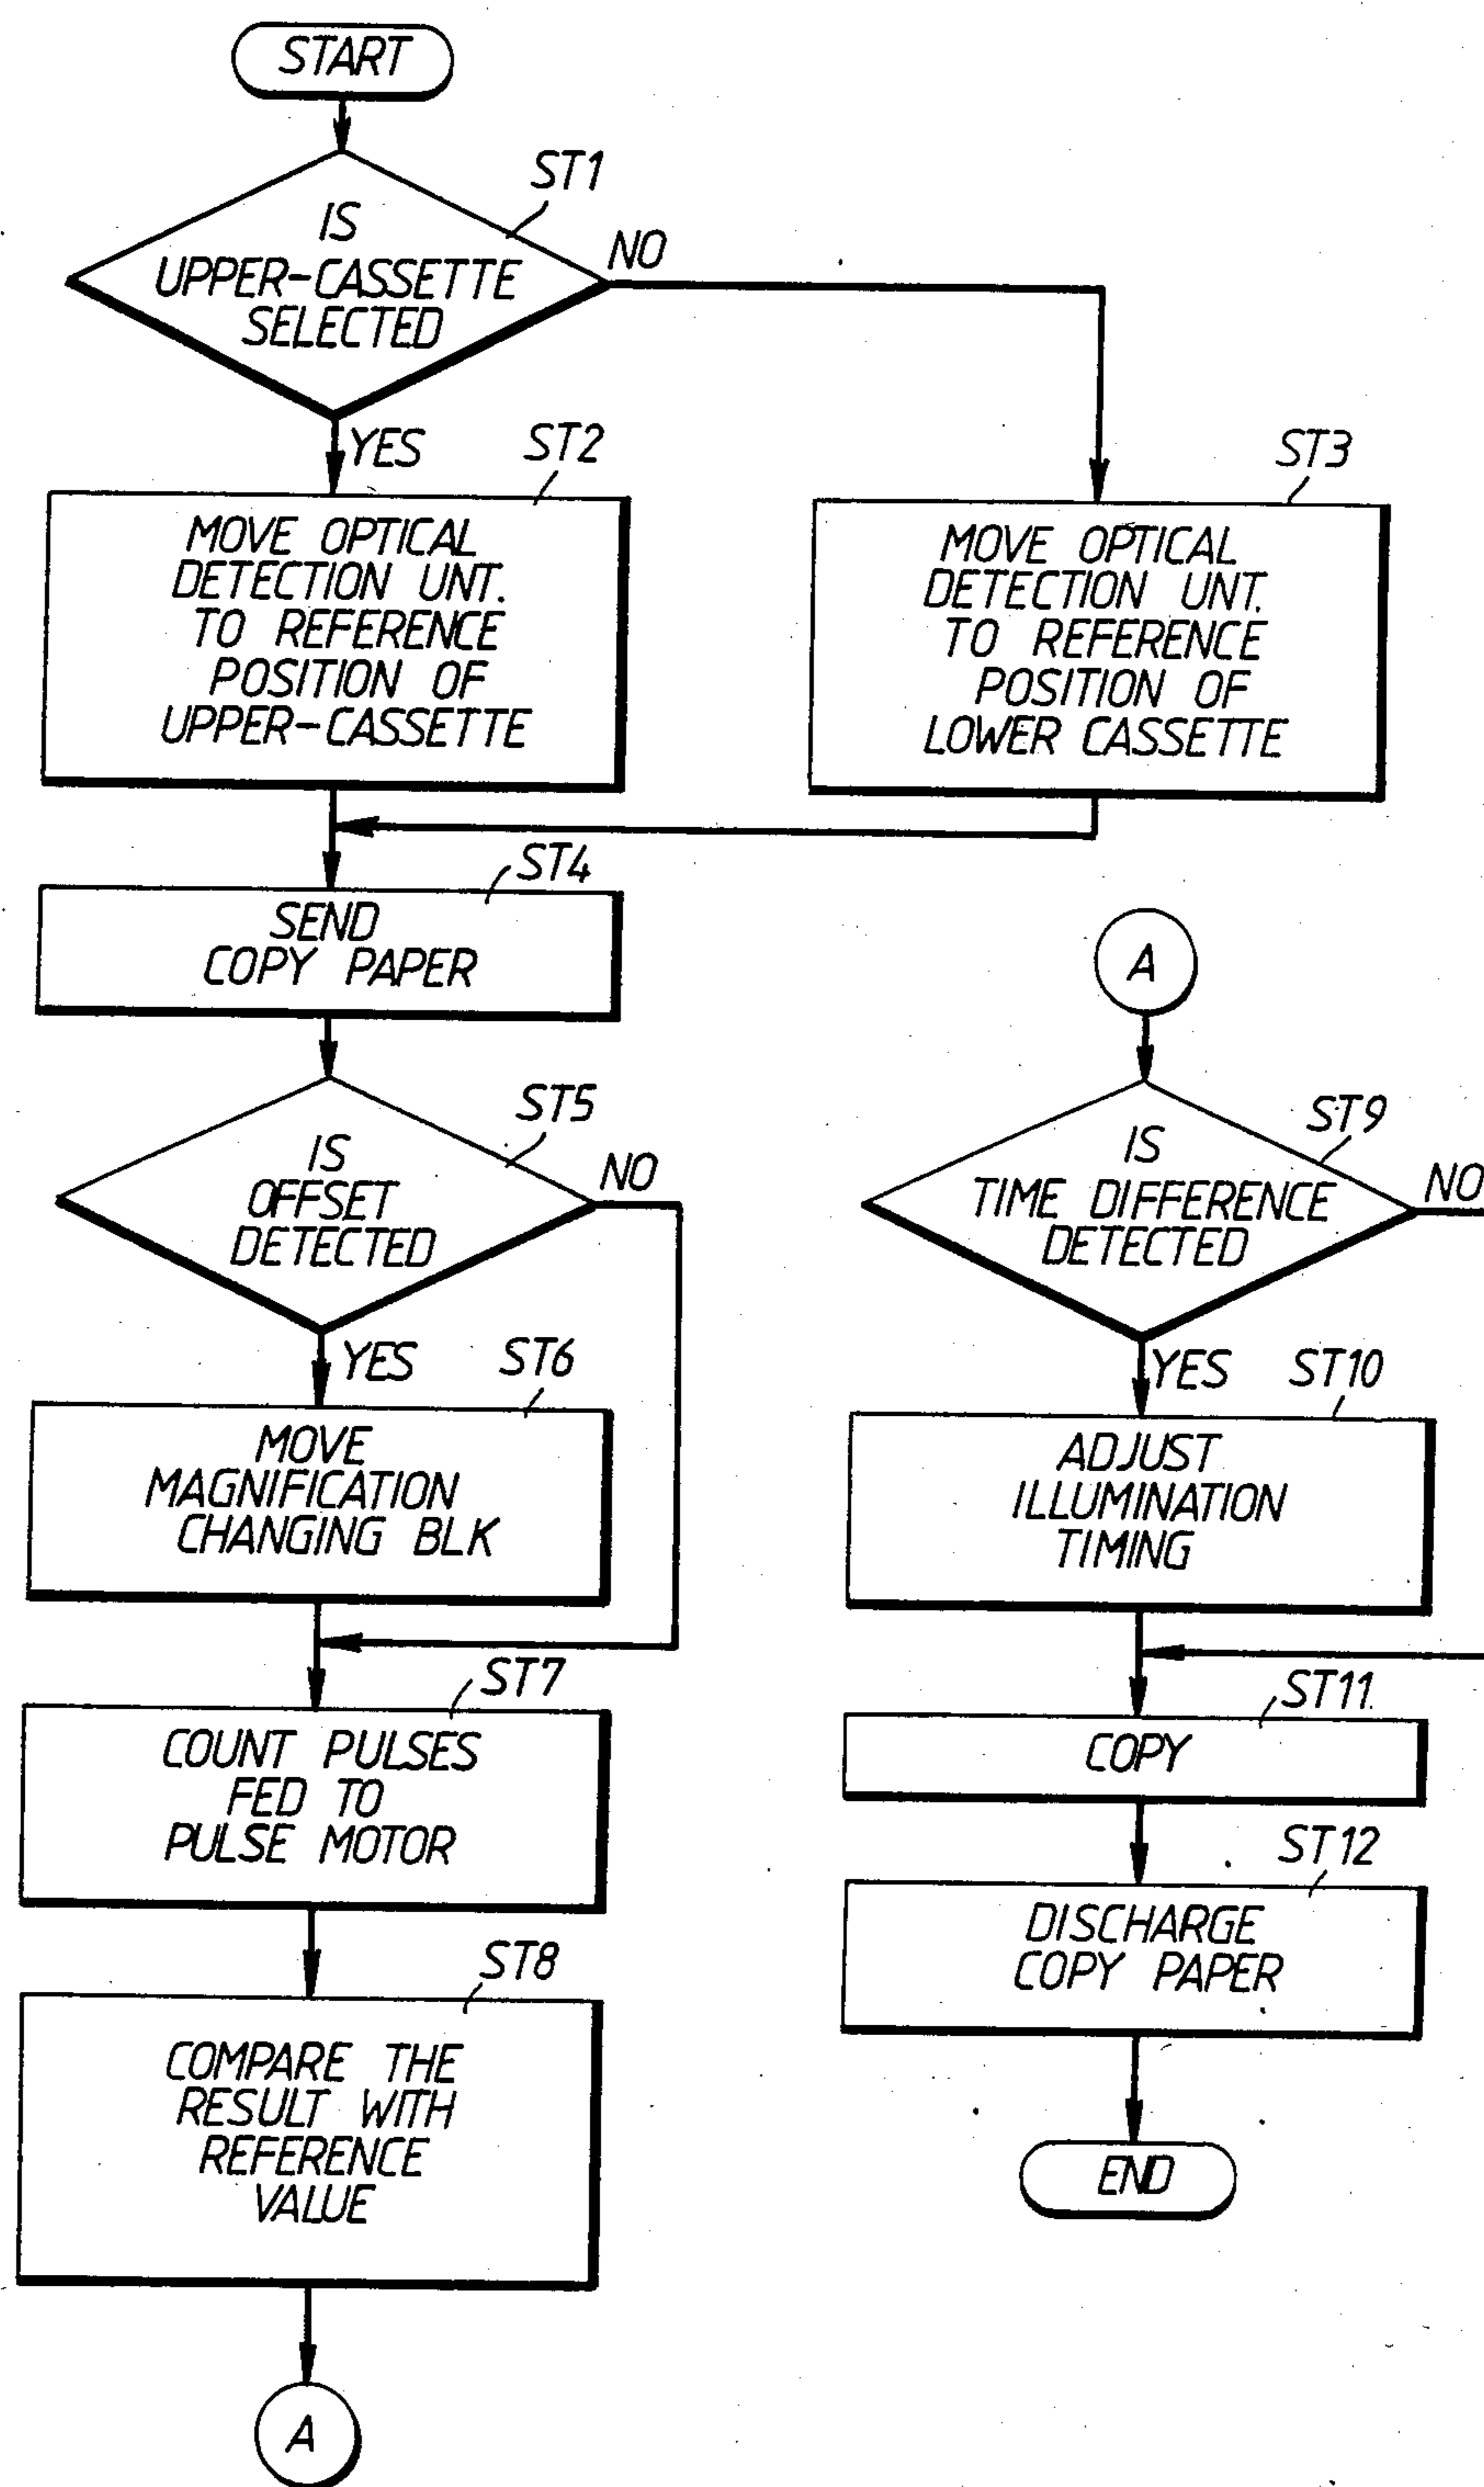 START
ST1
IS
UPPER-CASSETTE
SELECTED
NO
YES
ST2
MOVE OPTICAL
DETECTION UNT.
TO REFERENCE
POSITION OF
UPPER-CASSETTE
ST3
MOVE OPTICAL
DETECTION UNT.
TO REFERENCE
POSITION OF
LOWER CASSETTE
ST4
SEND
COPY PAPER
ST5
IS
OFFSET
DETECTED
NO
YES
ST6
MOVE
MAGNIFICATION
CHANGING BLK
ST7
COUNT PULSES
FED TO
PULSE MOTOR
ST8
COMPARE THE
RESULT WITH
REFERENCE
VALUE
A
A
ST9
IS
TIME DIFFERENCE
DETECTED
NO
YES
ST10
ADJUST
ILLUMINATION
TIMING
ST11
COPY
ST12
DISCHARGE
COPY PAPER
END